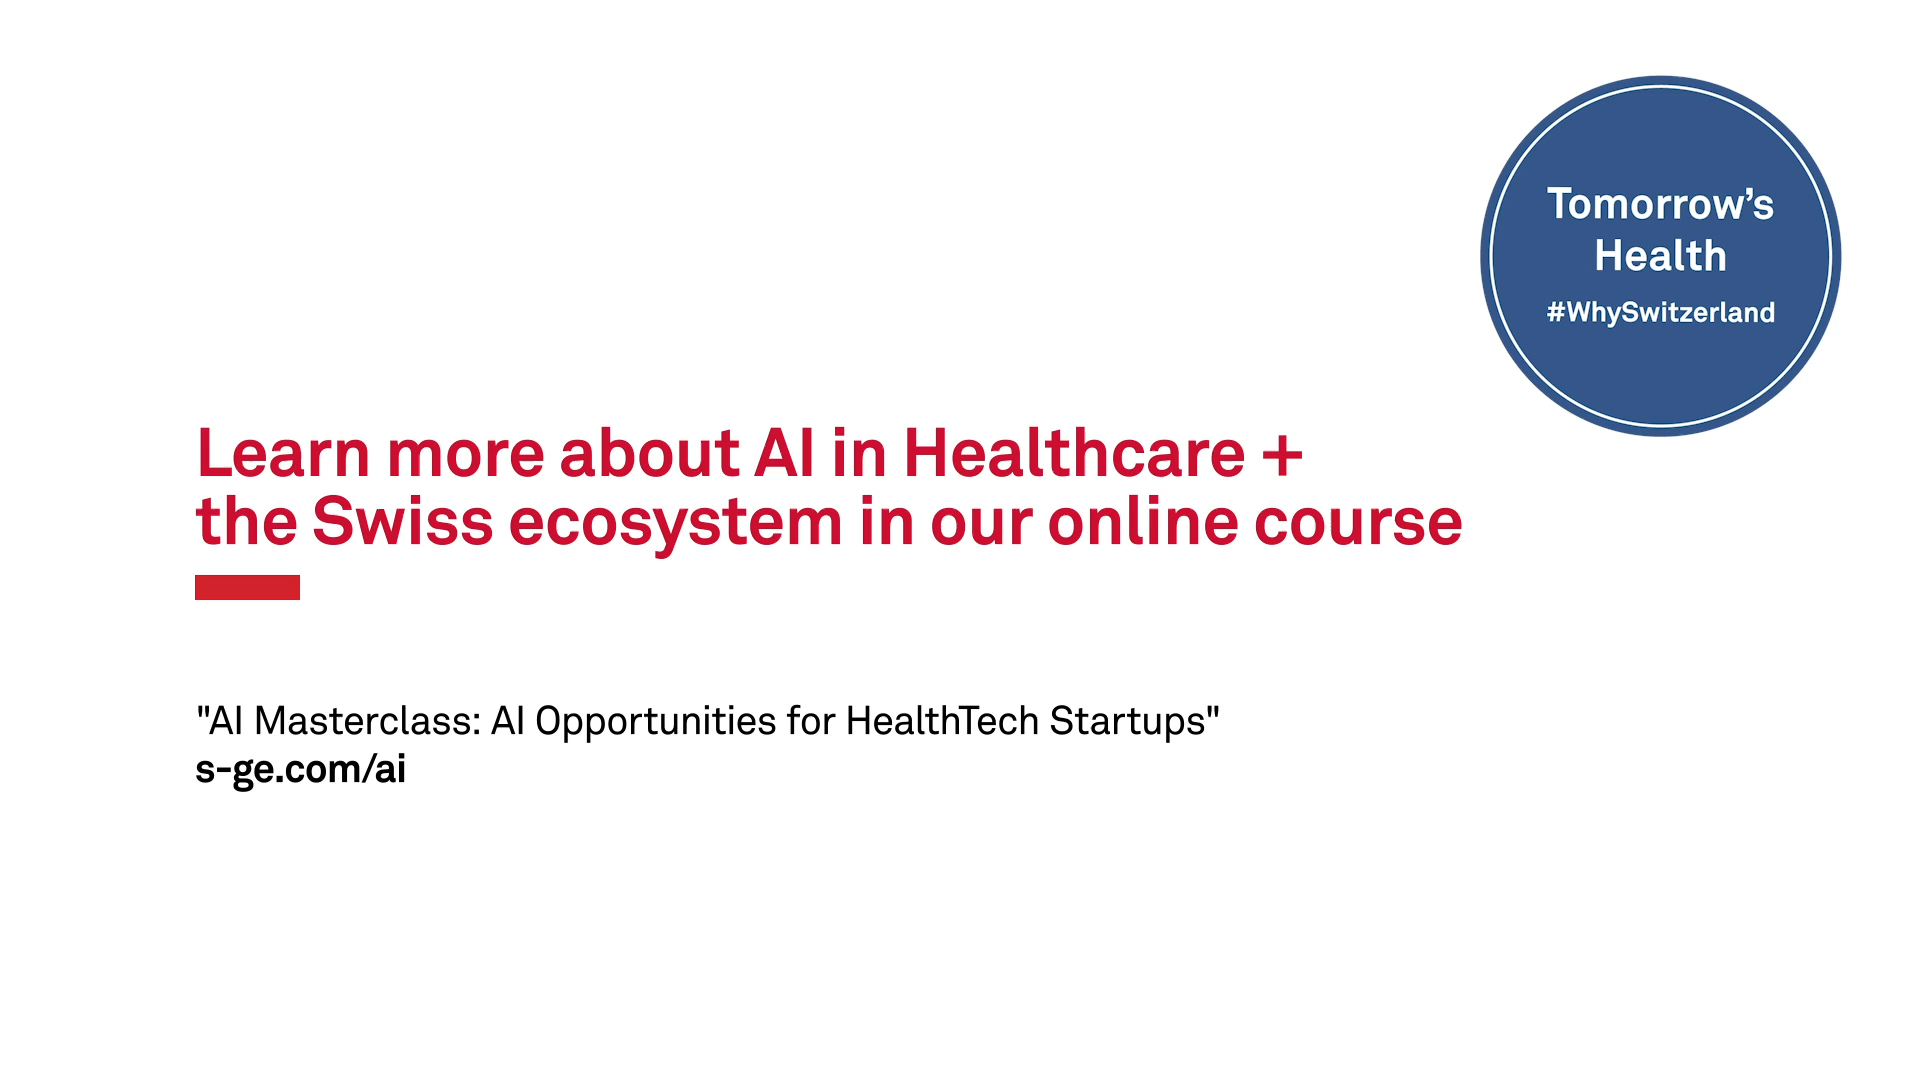 Tomorrow’s
Health
#WhySwitzerland
Learn more about AI in Healthcare +
the Swiss ecosystem in our online course
"AI Masterclass: AI Opportunities for HealthTech Startups"
s-ge.com/ai